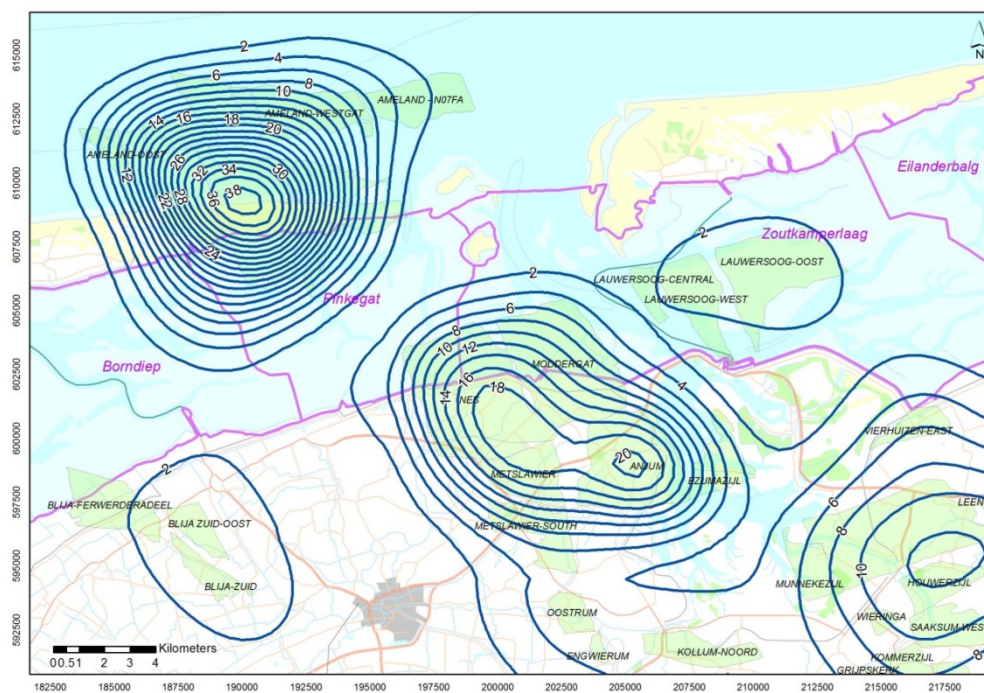 N
615000
612500
610000
607500
605000
602500
600000
597500
595000
592500
2
4
6
8
10
14
16
18
20
AMELAND - N07FA
AMELAND-WESTGAT
AMELAND-OOST
12
26
32
34
30
22
28
36
38
24
Eilanderbalg
Zoutkamperlaag
2
LAUWERSOOG-OOST
LAUWERSOOG-CENTRAL
LAUWERSOOG-WEST
Pinkegat
Borndiep
2
6
8
10
12
MODDERGAT
4
14
16
18
NES
20
ANJUM
METSLAWIER
EZUMAZIJL
METSLAWIER-SOUTH
VIERHUIZEN-EAST
2
BLIJA-FERWERDERADEEL
BLIJA ZUID-OOST
BLIJA-ZUID
6
8
10
LEEN
MUNNEKEZIJL
HOUWERZIJL
WIERINGA
SAAKSUM-WES
OOSTRUM
ENGWIERUM
KOLLUM-NOORD
KOMMERZIJL
GRIJPSKERK
8
0 0.5 1 2 3 4 Kilometers
182500 185000 187500 190000 192500 195000 197500 200000 202500 205000 207500 210000 212500 215000 217500